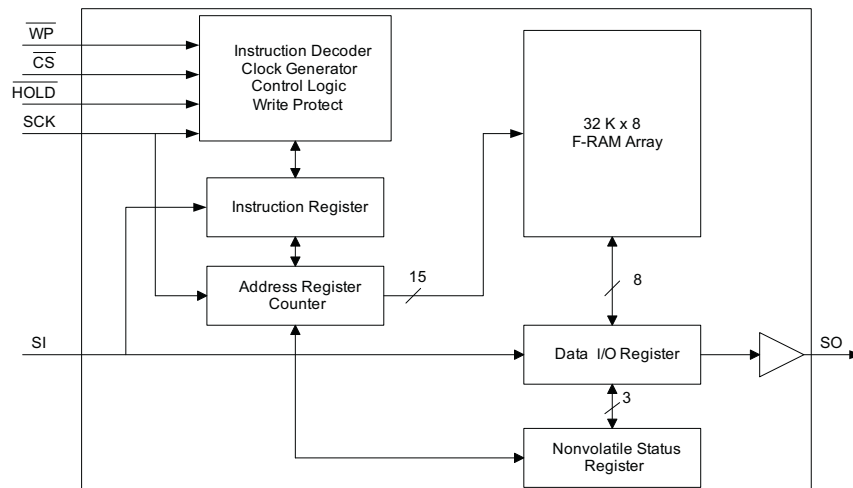 WP
CS
HOLD
SCK
Instruction Decoder
Clock Generator
Control Logic
Write Protect
32 K x 8
F-RAM Array
Instruction Register
Address Register
Counter
15
8
SI
Data I/O Register
SO
3
Nonvolatile Status
Register